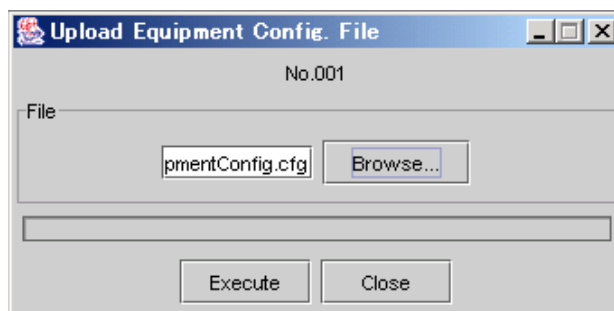 Upload Equipment Config. File
No.001
File
pmentConfig.cfg Browse...
Execute Close